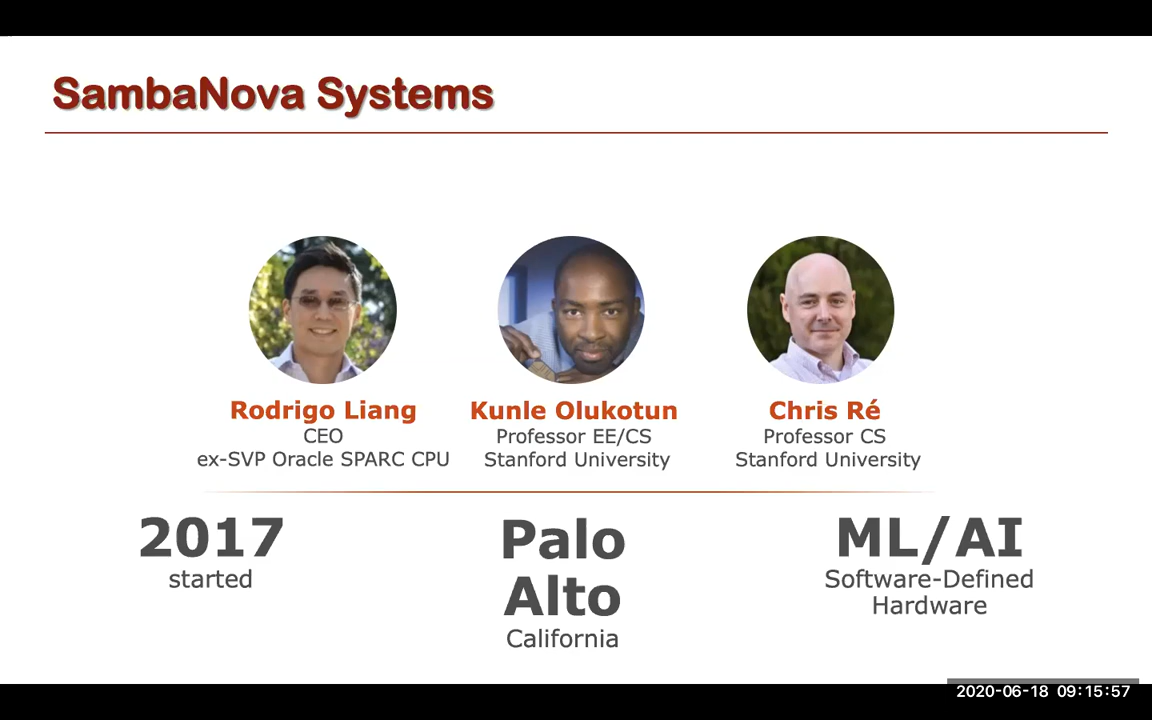 SambaNova Systems
Rodrigo Liang
CEO
ex-SVP Oracle SPARC CPU
Kunle Olukotun
Professor EE/CS
Stanford University
Chris Ré
Professor CS
Stanford University
2017
started
Palo
Alto
California
ML/AI
Software-Defined
Hardware
2020-06-18 09:15:57